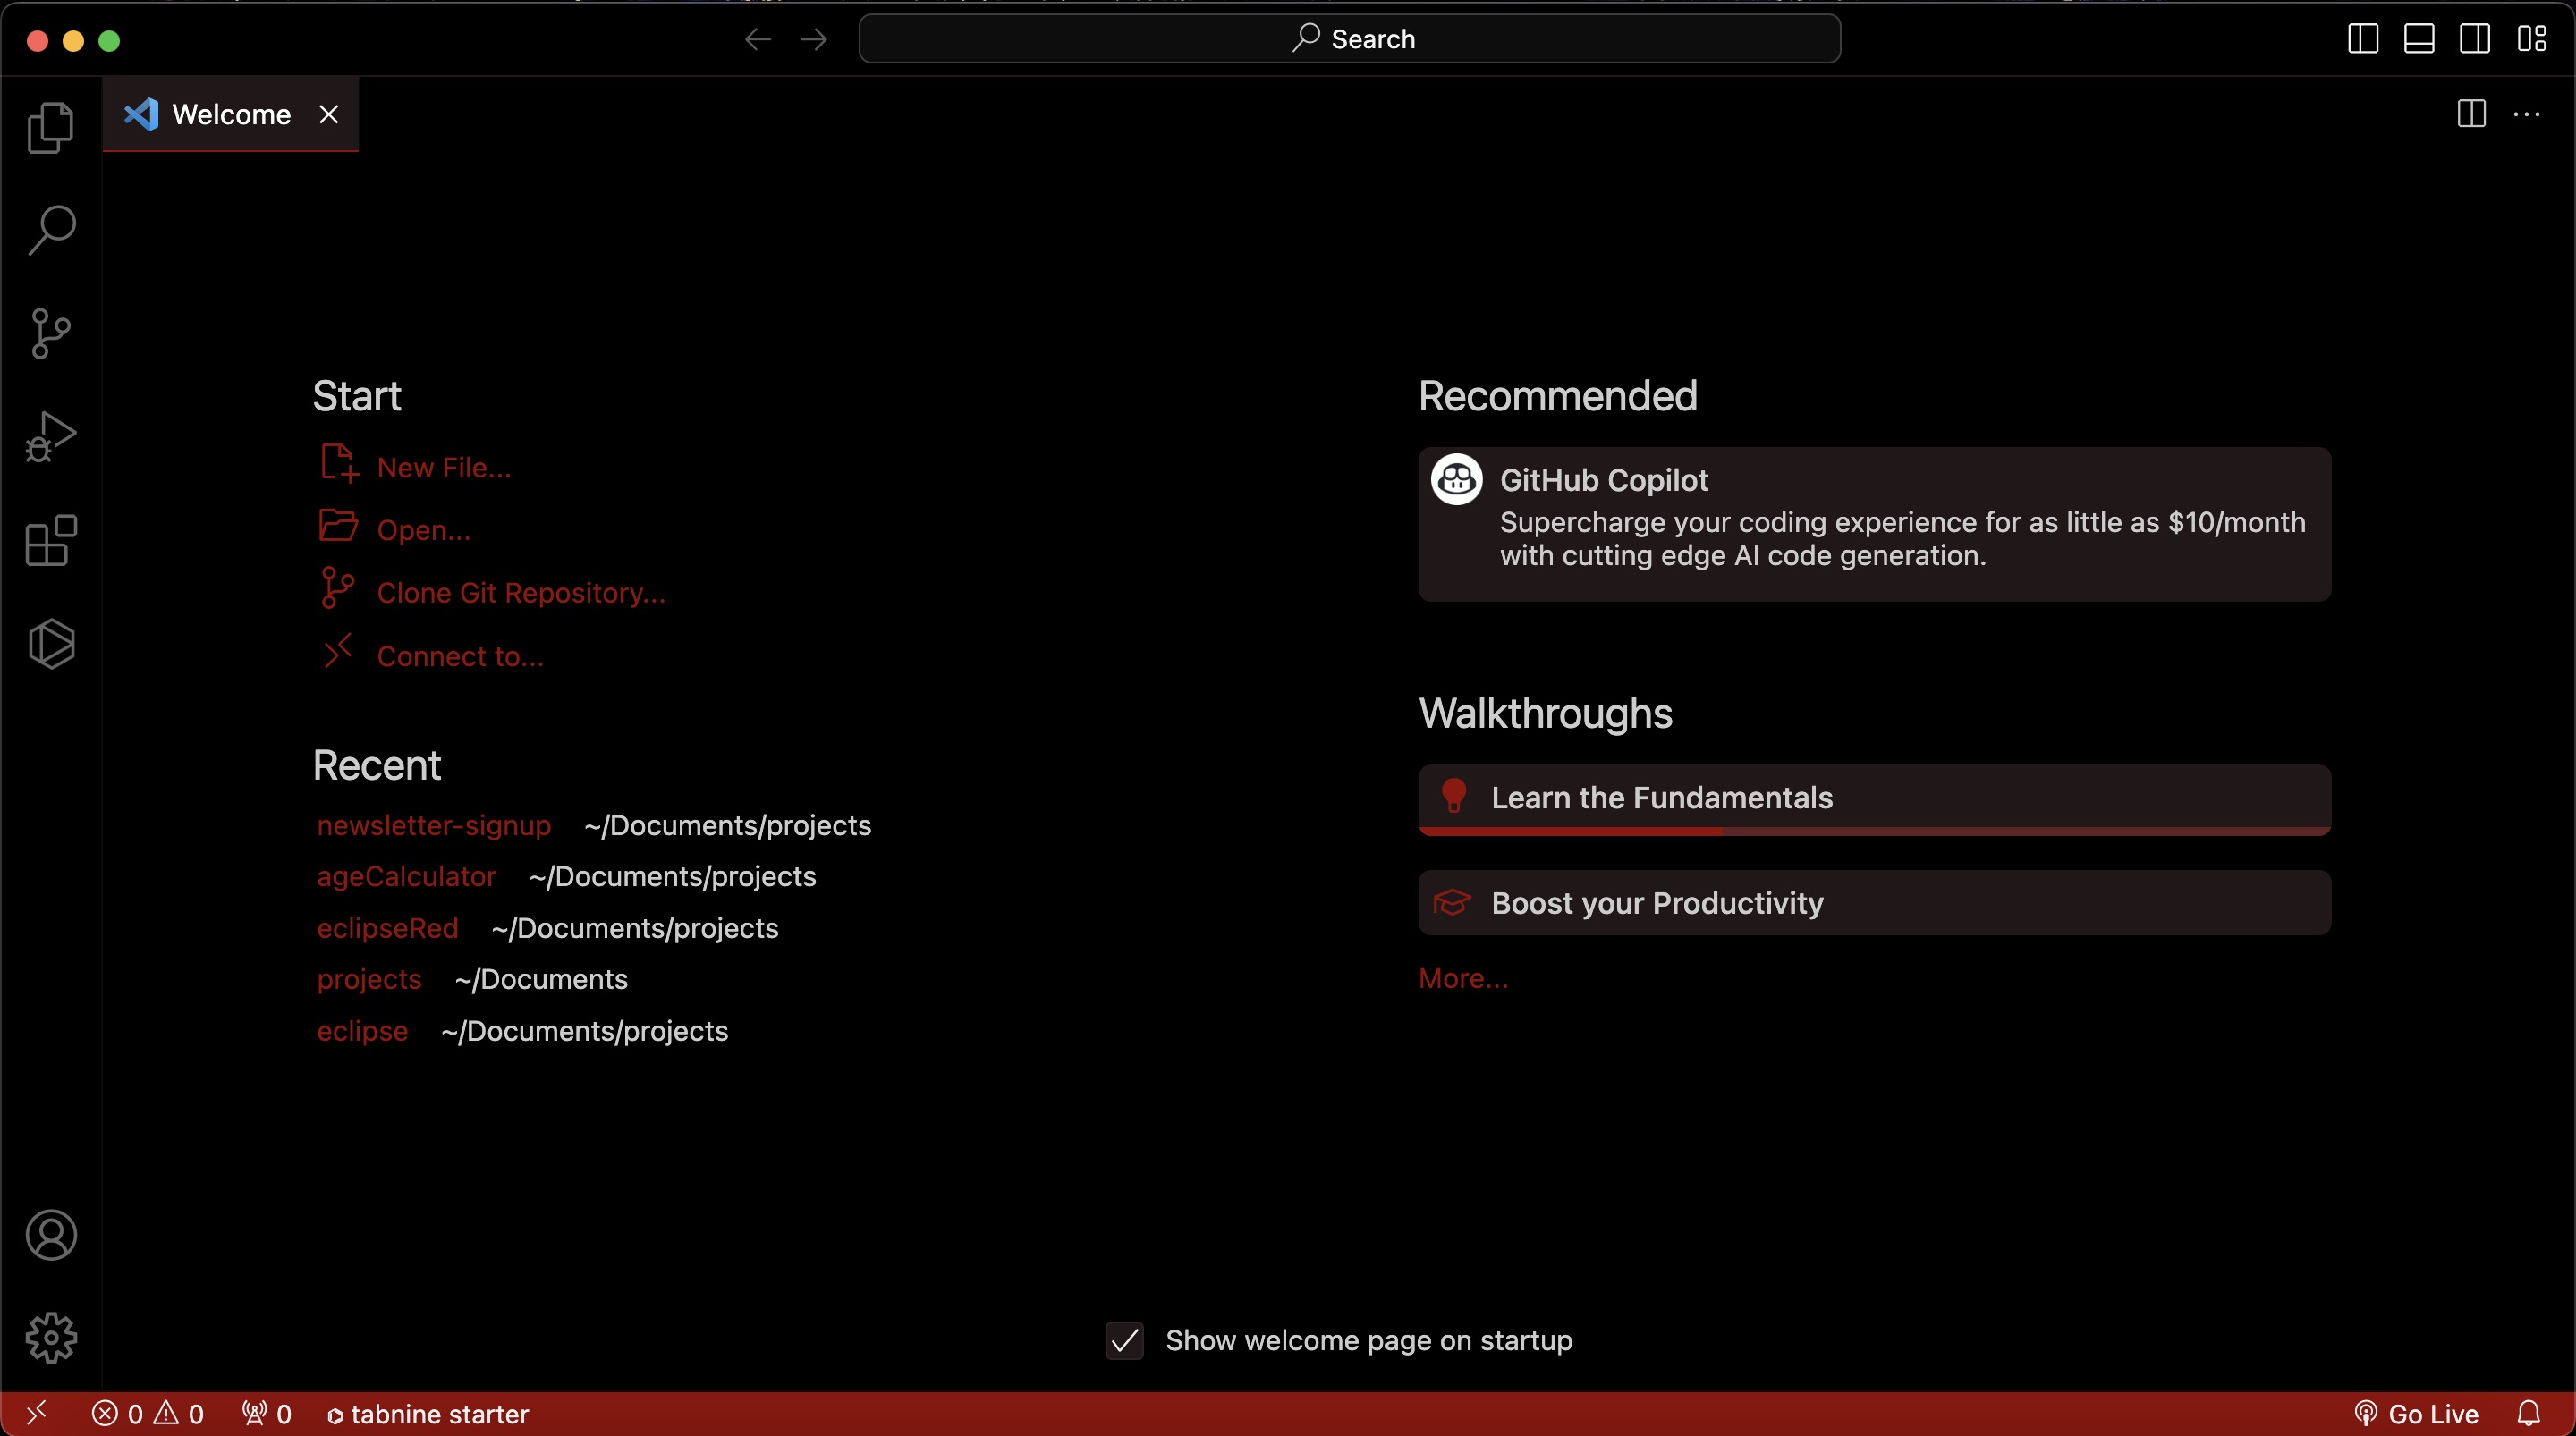 Search
Welcome
Start
New File...
Open...
Clone Git Repository...
Connect to...
Recent
newsletter-signup ~/Documents/projects
ageCalculator ~/Documents/projects
eclipseRed ~/Documents/projects
projects ~/Documents
eclipse ~/Documents/projects
Recommended
GitHub Copilot
Supercharge your coding experience for as little as $10/month
with cutting edge AI code generation.
Walkthroughs
Learn the Fundamentals
Boost your Productivity
More...
Show welcome page on startup
0 0 0 tabnine starter Go Live